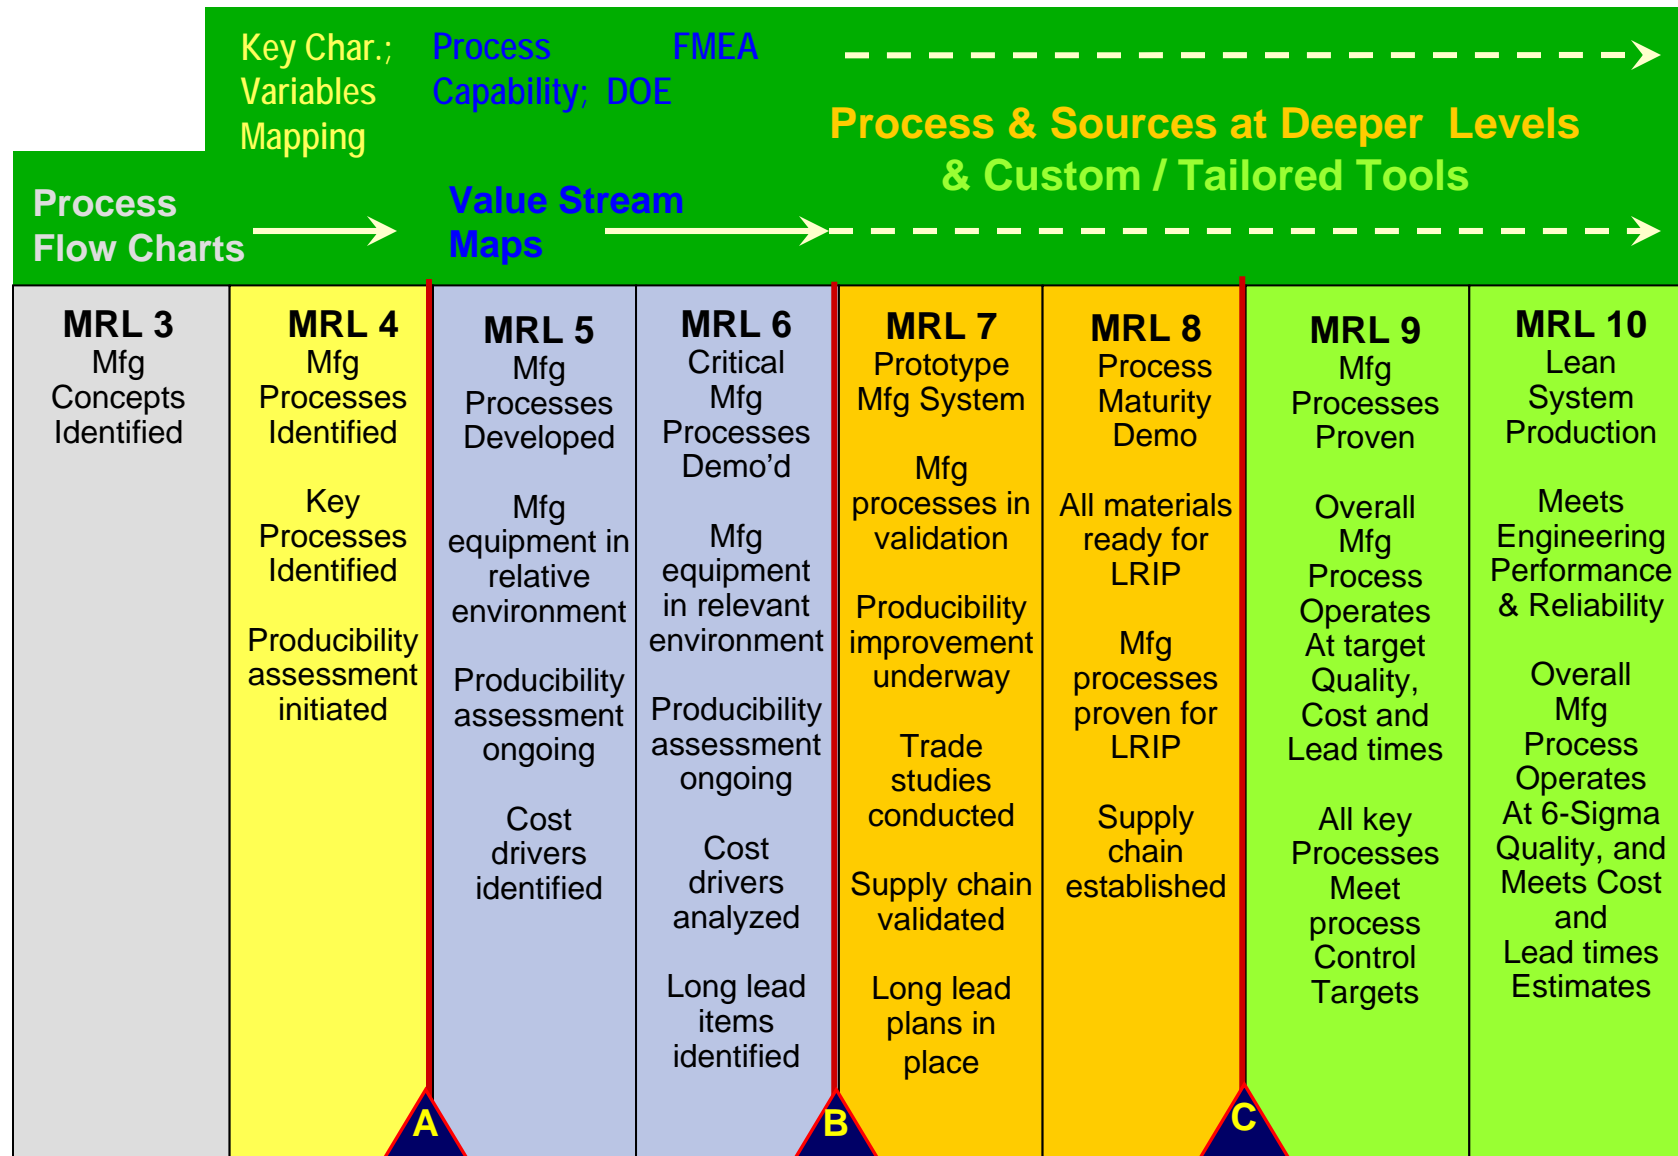 Key Char.;
Variables
Mapping
Process FMEA
Capability; DOE
Process & Sources at Deeper Levels
& Custom / Tailored Tools
Process
Flow Charts
Value Stream
Maps
MRL 3
Mfg
Concepts
Identified
MRL 4
Mfg
Processes
Identified
Key
Processes
Identified
Producibility
assessment
initiated
MRL 5
Mfg
Processes
Developed
Mfg
equipment in
relative
environment
Producibility
assessment
ongoing
Cost
drivers
identified
MRL 6
Critical
Mfg
Processes
Demo’d
Mfg
equipment
in relevant
environment
Producibility
assessment
ongoing
Cost
drivers
analyzed
Long lead
items
identified
MRL 7
Prototype
Mfg System
Mfg
processes in
validation
Producibility
improvement
underway
Trade
studies
conducted
Supply chain
validated
Long lead
plans in
place
MRL 8
Process
Maturity
Demo
All materials
ready for
LRIP
Mfg
processes
proven for
LRIP
Supply
chain
established
MRL 9
Mfg
Processes
Proven
Overall
Mfg
Process
Operates
At target
Quality,
Cost and
Lead times
All key
Processes
Meet
process
Control
Targets
MRL 10
Lean
System
Production
Meets
Engineering
Performance
& Reliability
Overall
Mfg
Process
Operates
At 6-Sigma
Quality, and
Meets Cost
and
Lead times
Estimates
A
B
C